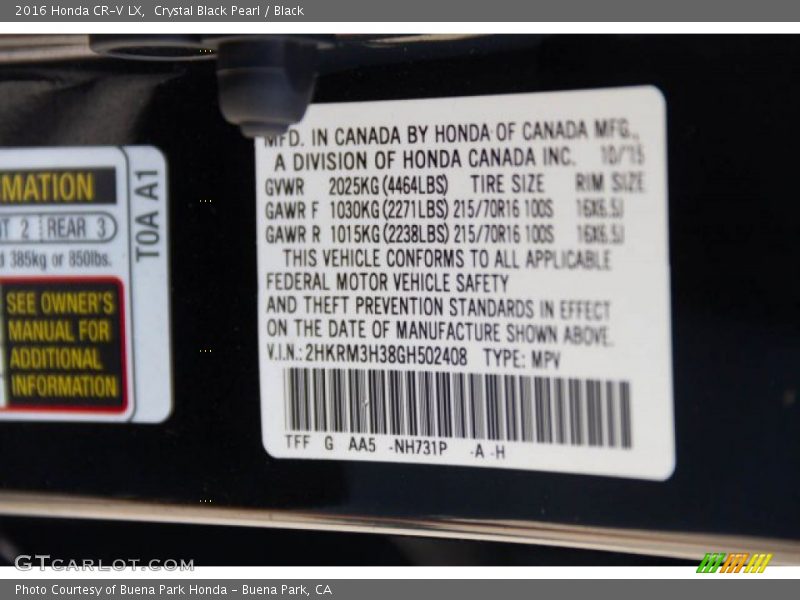 2016 Honda CR-V LX,  Crystal Black Pearl / Black
MATION
T 2 REAR 3
385kg or 850lbs.
SEE OWNER'S
MANUAL FOR
ADDITIONAL
INFORMATION
T0A A1
MFD. IN CANADA BY HONDA OF CANADA MFG.,
A DIVISION OF HONDA CANADA INC. 10/15
GVWR 2025KG(4464LBS) TIRE SIZE RIM SIZE
GAWR F 1030KG(2271LBS) 215/70R16 100S 16X6.5J
GAWR R 1015KG(2238LBS) 215/70R16 100S 16X6.5J
THIS VEHICLE CONFORMS TO ALL APPLICABLE
FEDERAL MOTOR VEHICLE SAFETY
AND THEFT PREVENTION STANDARDS IN EFFECT
ON THE DATE OF MANUFACTURE SHOWN ABOVE.
V.I.N.: 2HKRM3H38GH502408 TYPE: MPV
TFF G AA5 -NH731P -A -H
GTCARLOT.COM
Photo Courtesy of Buena Park Honda - Buena Park, CA